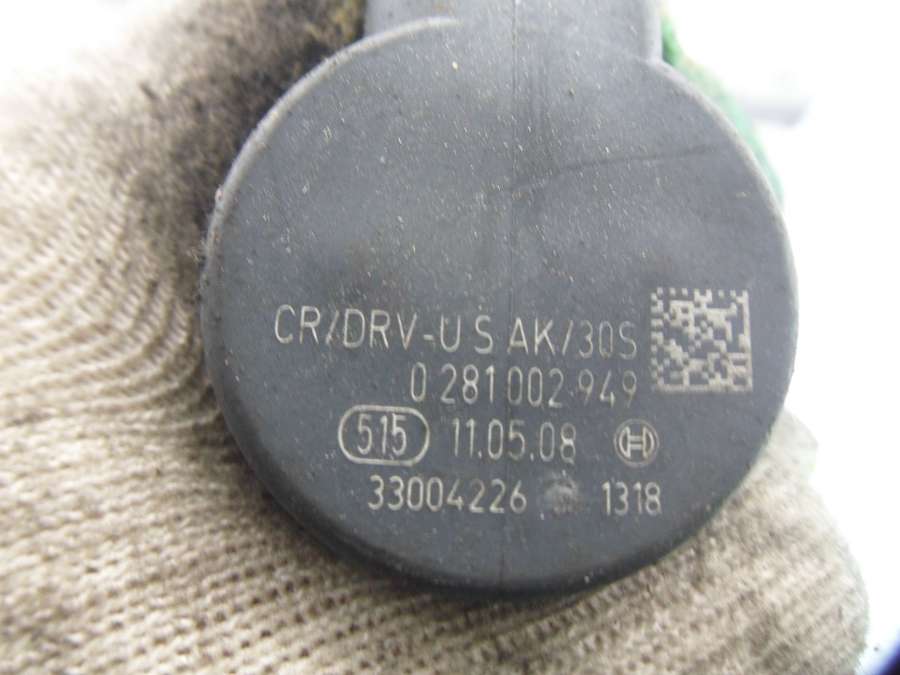 CR/DRV-U S AK/30S
0 281 002 949
515 11.05.08
33004226 1318